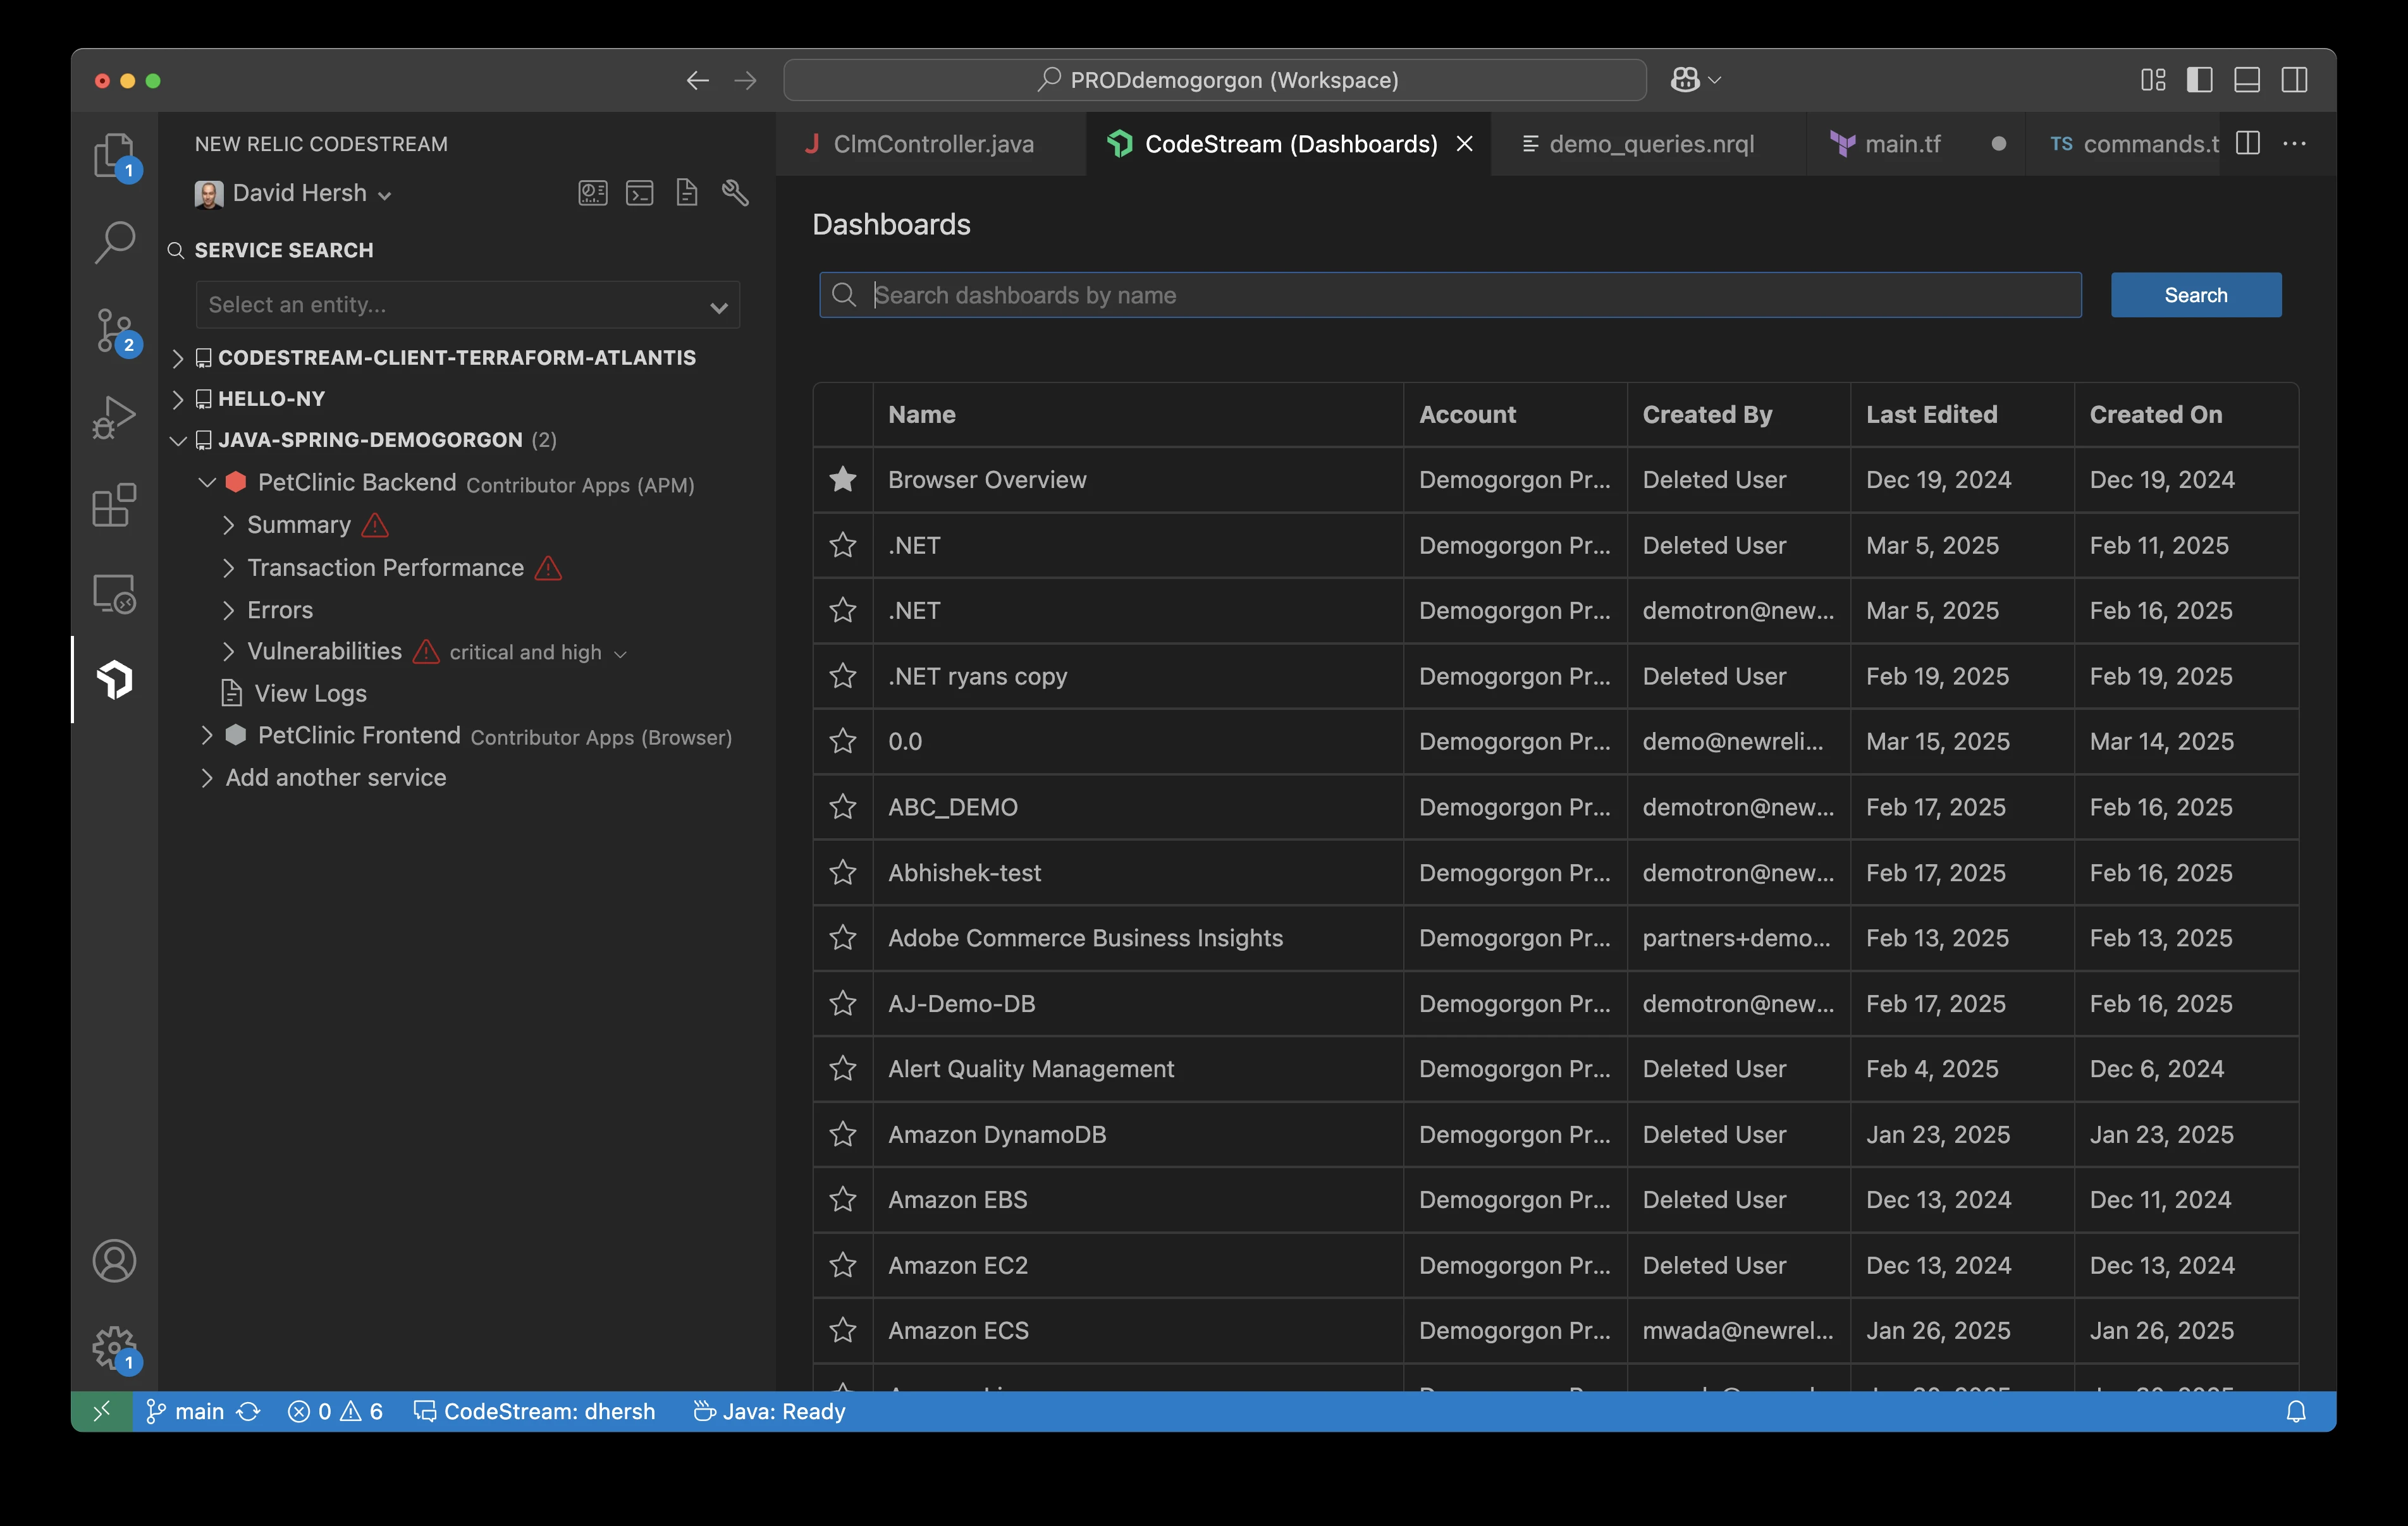 PRODdemogorgon (Workspace)
NEW RELIC CODESTREAM
ClmController.java
CodeStream (Dashboards)
demo_queries.nrql
main.tf
TS commands.t
1
David Hersh
SERVICE SEARCH
Select an entity...
2
CODESTREAM-CLIENT-TERRAFORM-ATLANTIS
HELLO-NY
JAVA-SPRING-DEMOGORGON (2)
PetClinic Backend Contributor Apps (APM)
Summary
Transaction Performance
Errors
Vulnerabilities critical and high
View Logs
PetClinic Frontend Contributor Apps (Browser)
Add another service
1
Dashboards
Search dashboards by name
Search
Name Account Created By Last Edited Created On
Browser Overview Demogorgon Pr... Deleted User Dec 19, 2024 Dec 19, 2024
.NET Demogorgon Pr... Deleted User Mar 5, 2025 Feb 11, 2025
.NET Demogorgon Pr... demotron@new... Mar 5, 2025 Feb 16, 2025
.NET ryans copy Demogorgon Pr... Deleted User Feb 19, 2025 Feb 19, 2025
0.0 Demogorgon Pr... demo@newreli... Mar 15, 2025 Mar 14, 2025
ABC_DEMO Demogorgon Pr... demotron@new... Feb 17, 2025 Feb 16, 2025
Abhishek-test Demogorgon Pr... demotron@new... Feb 17, 2025 Feb 16, 2025
Adobe Commerce Business Insights Demogorgon Pr... partners+demo... Feb 13, 2025 Feb 13, 2025
AJ-Demo-DB Demogorgon Pr... demotron@new... Feb 17, 2025 Feb 16, 2025
Alert Quality Management Demogorgon Pr... Deleted User Feb 4, 2025 Dec 6, 2024
Amazon DynamoDB Demogorgon Pr... Deleted User Jan 23, 2025 Jan 23, 2025
Amazon EBS Demogorgon Pr... Deleted User Dec 13, 2024 Dec 11, 2024
Amazon EC2 Demogorgon Pr... Deleted User Dec 13, 2024 Dec 13, 2024
Amazon ECS Demogorgon Pr... mwada@newrel... Jan 26, 2025 Jan 26, 2025
main 0 6 CodeStream: dhersh Java: Ready